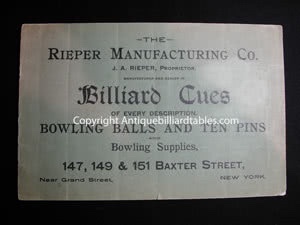 -THE-
RIEPER MANUFACTURING CO.
J. A. RIEPER, PROPRIETOR.
MANUFACTURER AND DEALER IN
Billiard Cues
OF EVERY DESCRIPTION,
Copyright Antiquebilliardtables.com
BOWLING BALLS AND TEN PINS
AND
Bowling Supplies,
147, 149 & 151 BAXTER STREET,
Near Grand Street,
NEW YORK.